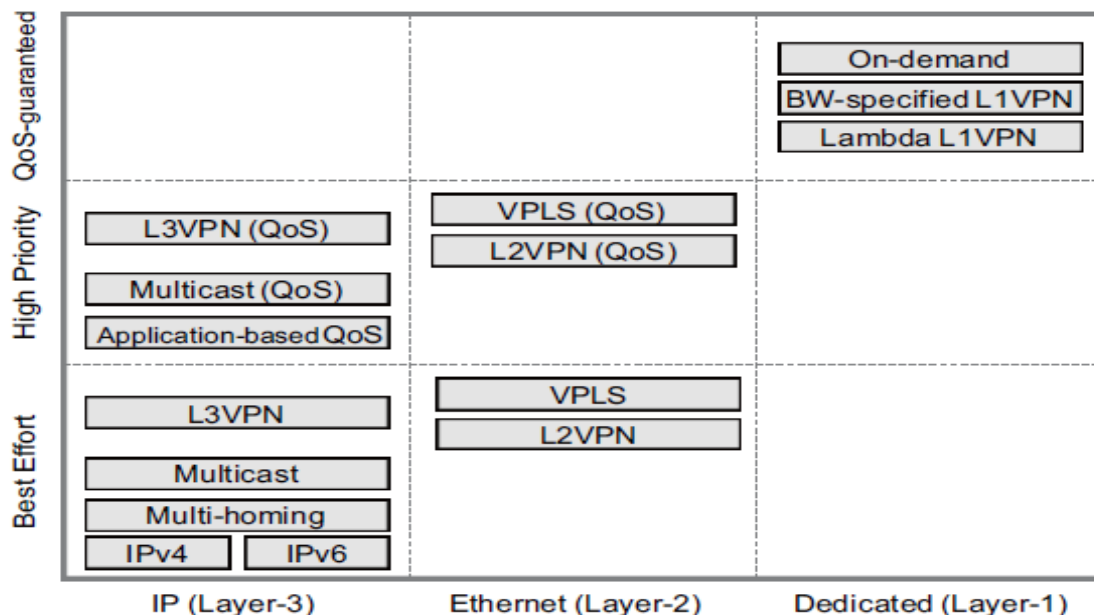 QoS-guaranteed
On-demand
BW-specified L1VPN
Lambda L1VPN
High Priority
L3VPN (QoS)
Multicast (QoS)
Application-based QoS
VPLS (QoS)
L2VPN (QoS)
Best Effort
L3VPN
Multicast
Multi-homing
IPv4 IPv6
VPLS
L2VPN
IP (Layer-3) Ethernet (Layer-2) Dedicated (Layer-1)